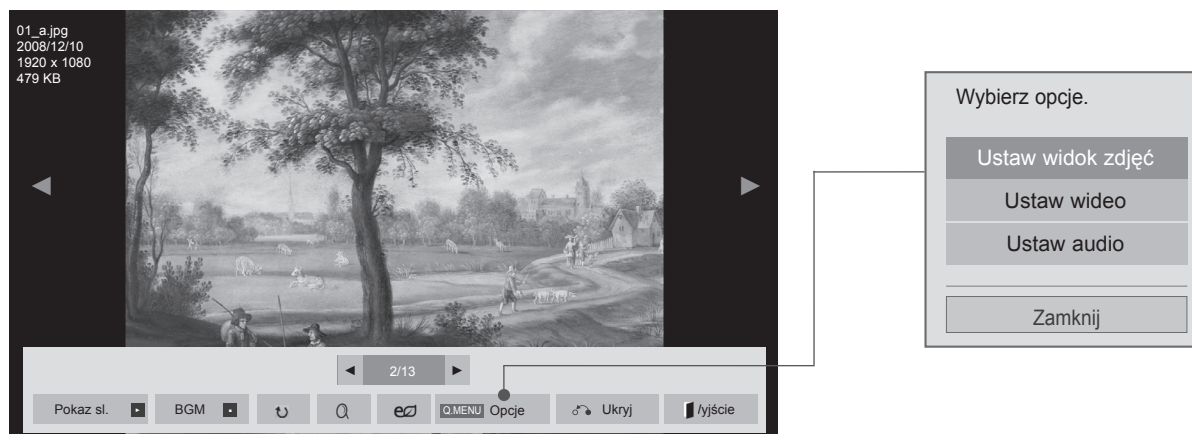 01_a.jpg
2008/12/10
1920 x 1080
479 KB
2/13
Pokaz sl.
BGM
Q.MENU Opcje
Ukryj
/yjście
Wybierz opcje.
Ustaw widok zdjęć
Ustaw wideo
Ustaw audio
Zamknij